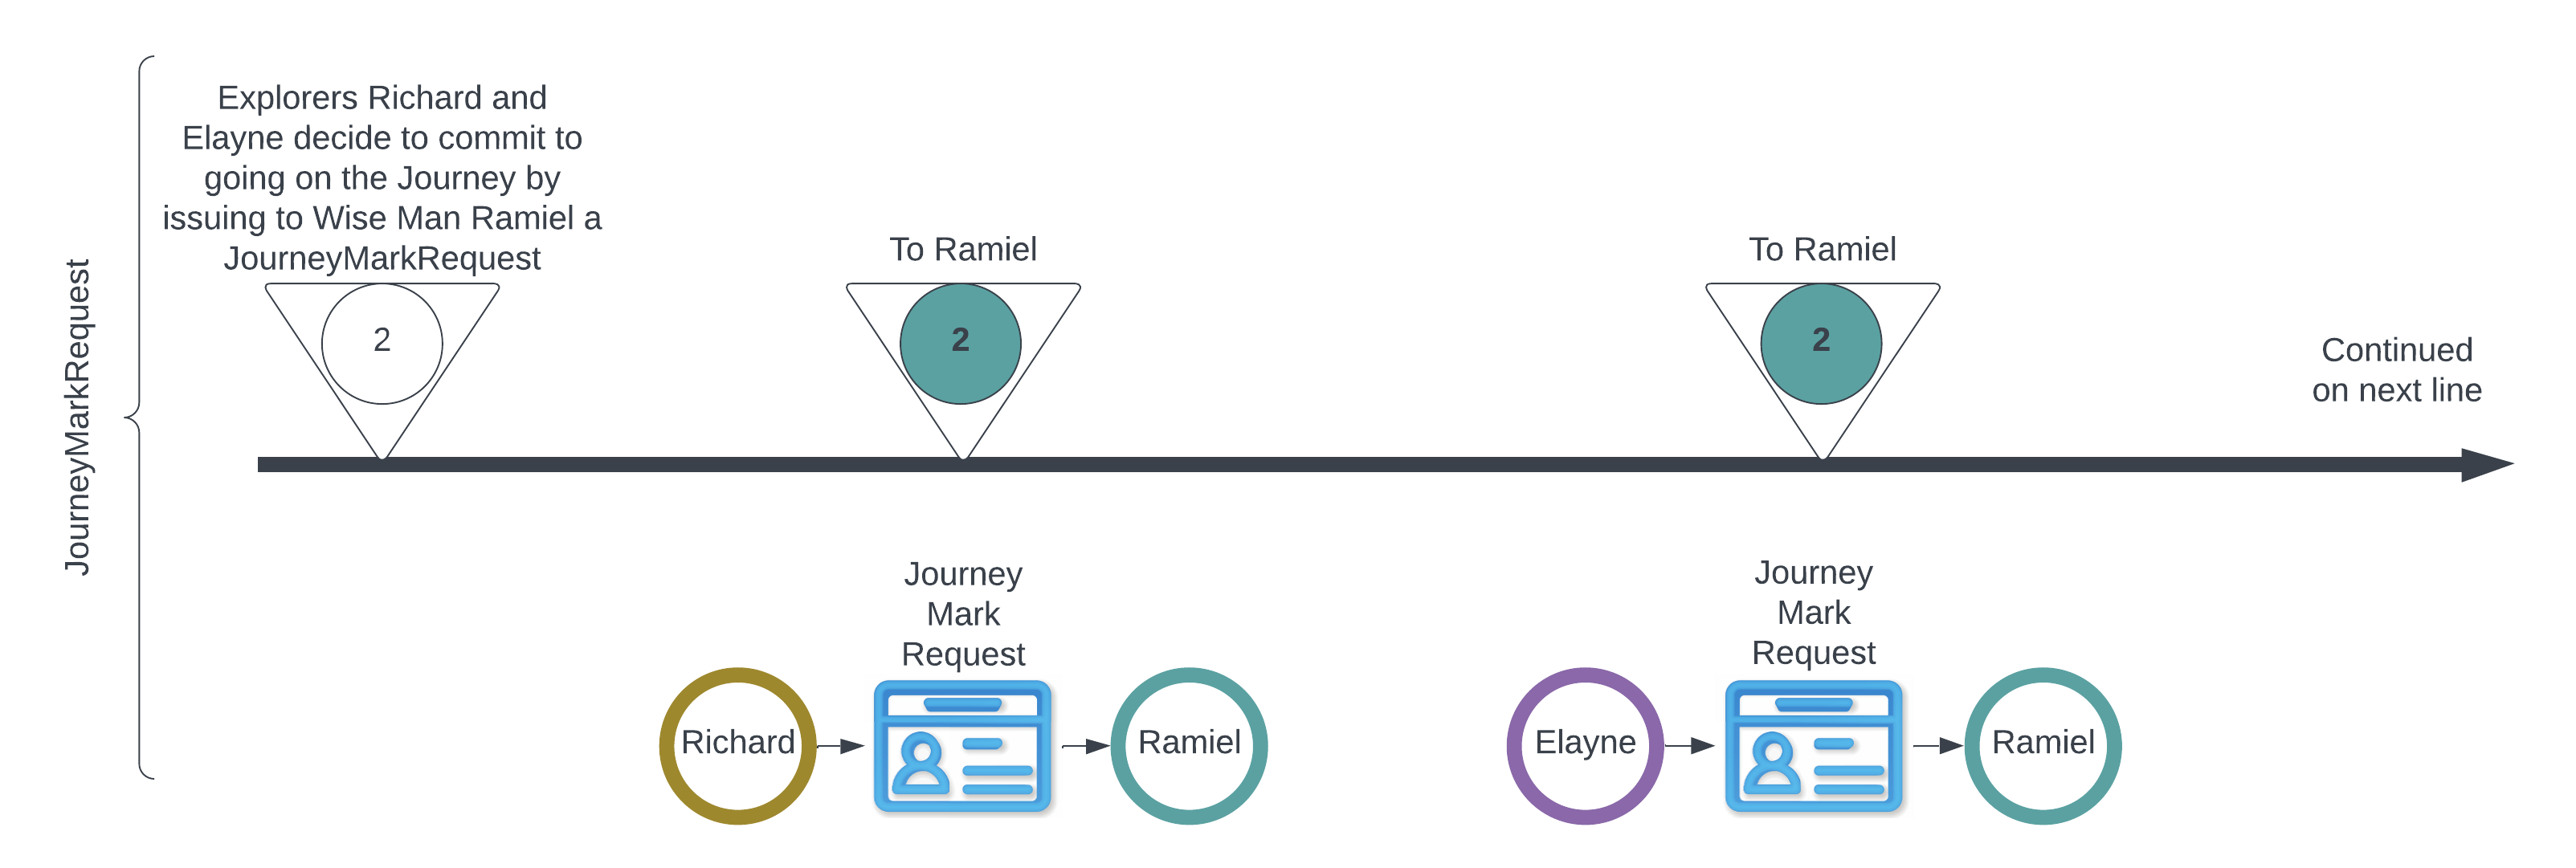 JourneyMarkRequest
Explorers Richard and
Elayne decide to commit to
going on the Journey by
issuing to Wise Man Ramiel a
JourneyMarkRequest
2
To Ramiel
2
To Ramiel
2
Continued
on next line
Journey
Mark
Request
Richard
Ramiel
Journey
Mark
Request
Elayne
Ramiel